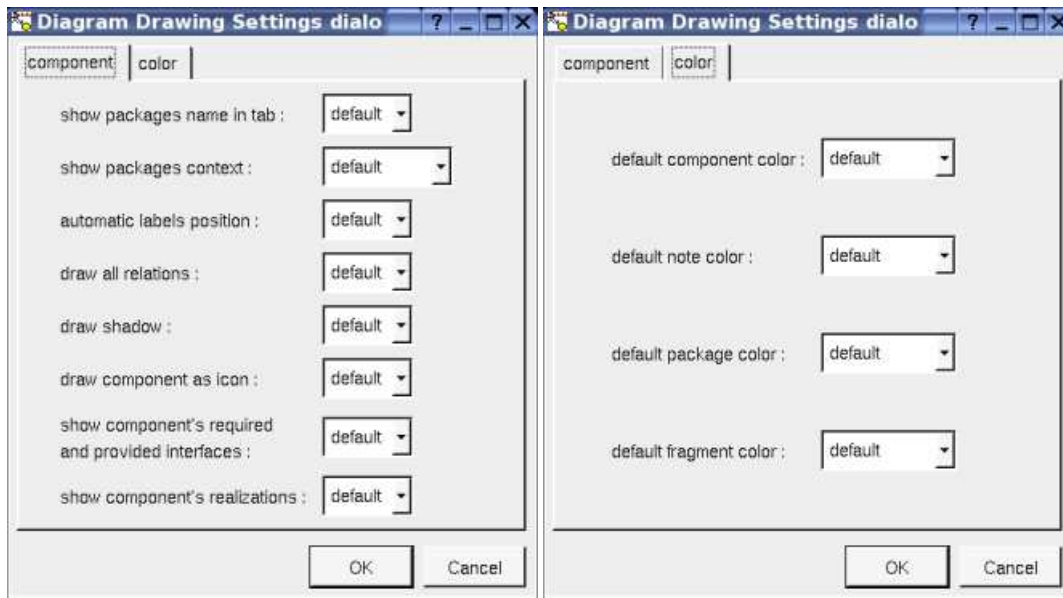 Diagram Drawing Settings dialo
component color
show packages name in tab : default
show packages context : default
automatic labels position : default
draw all relations : default
draw shadow : default
draw component as icon : default
show component's required
and provided interfaces : default
show component's realizations : default
OK Cancel
Diagram Drawing Settings dialo
component color
default component color : default
default note color : default
default package color : default
default fragment color : default
OK Cancel